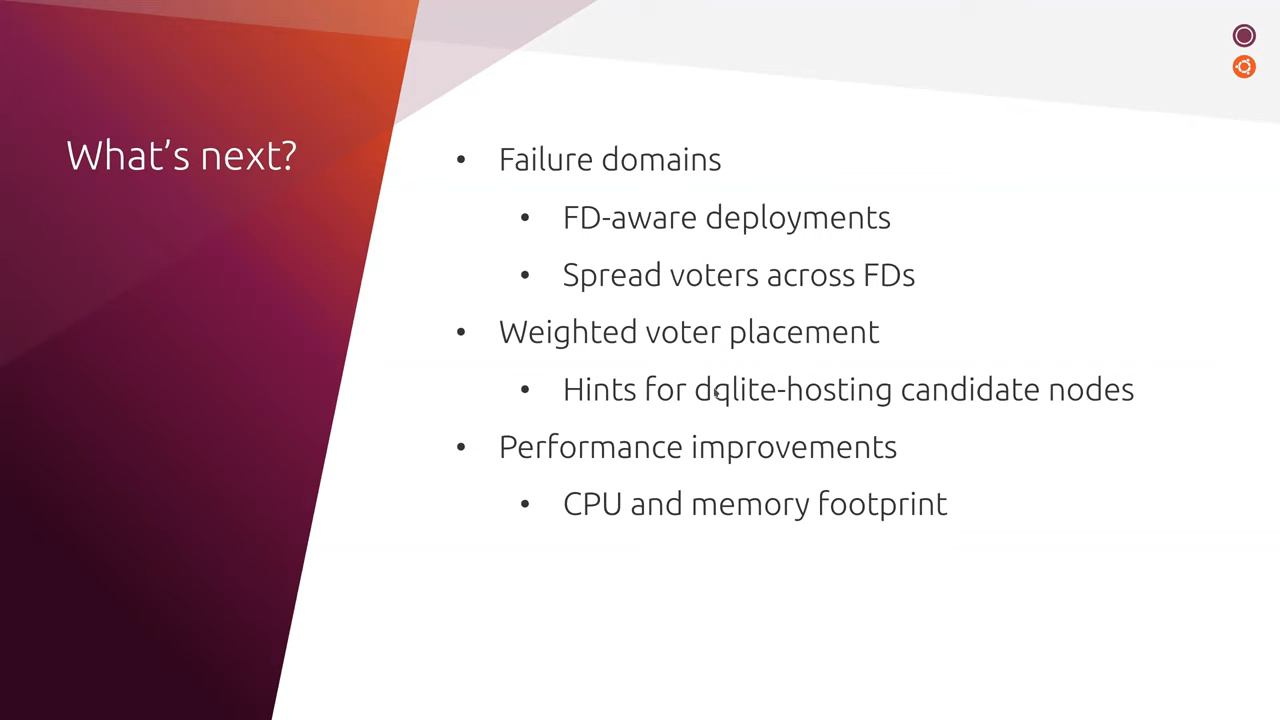 What’s next?
• Failure domains
• FD-aware deployments
• Spread voters across FDs
• Weighted voter placement
• Hints for dqlite-hosting candidate nodes
• Performance improvements
• CPU and memory footprint